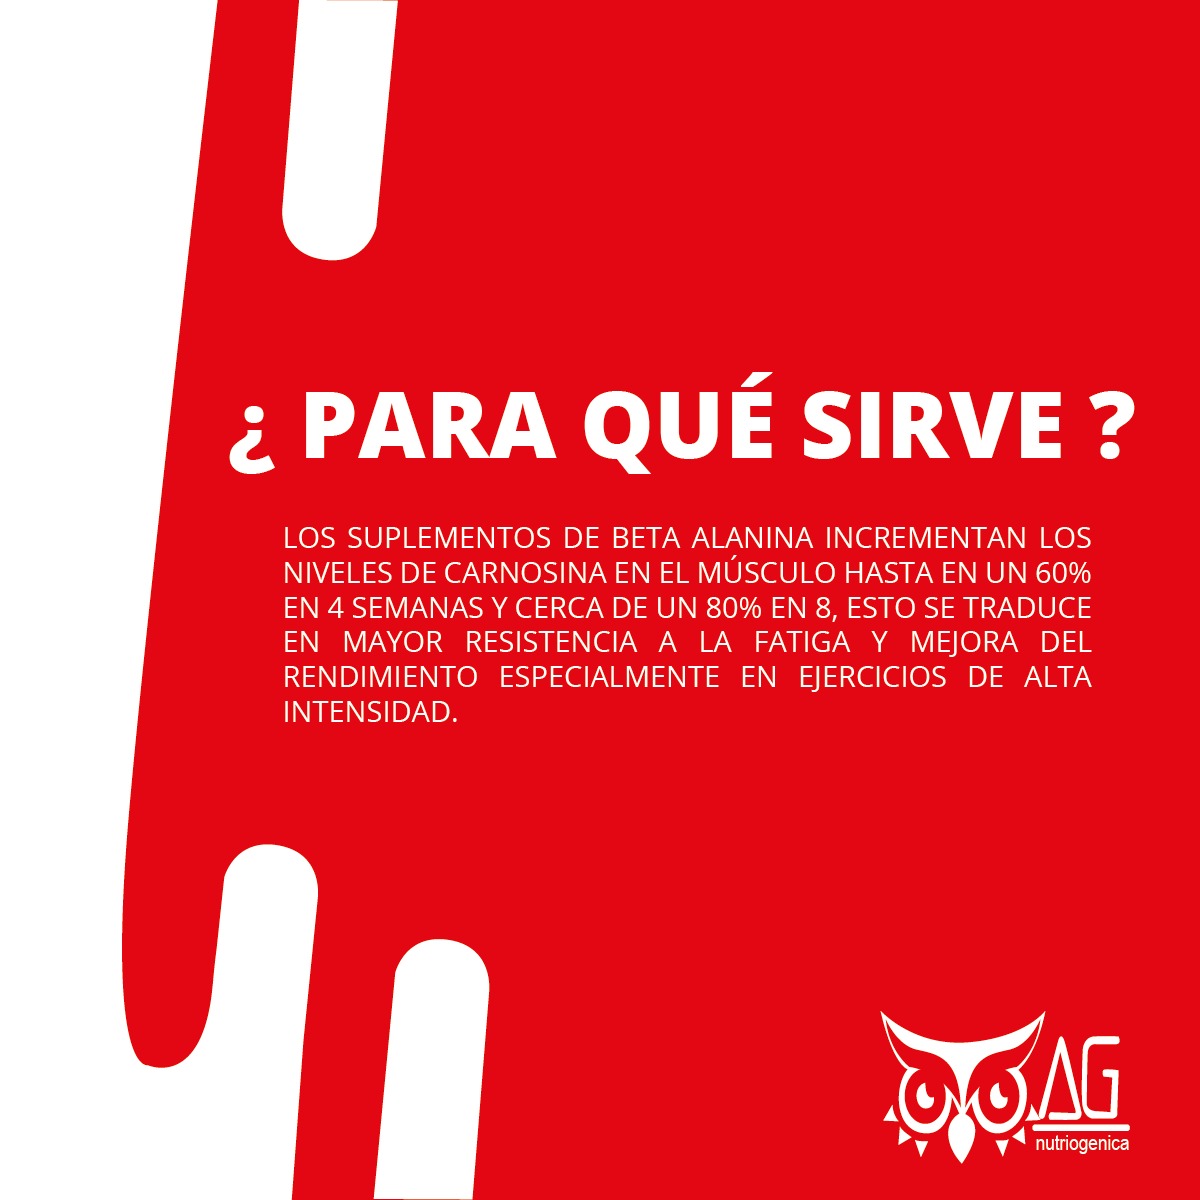 ¿ PARA QUÉ SIRVE ?
LOS SUPLEMENTOS DE BETA ALANINA INCREMENTAN LOS
NIVELES DE CARNOSINA EN EL MÚSCULO HASTA EN UN 60%
EN 4 SEMANAS Y CERCA DE UN 80% EN 8, ESTO SE TRADUCE
EN MAYOR RESISTENCIA A LA FATIGA Y MEJORA DEL
RENDIMIENTO ESPECIALMENTE EN EJERCICIOS DE ALTA
INTENSIDAD.
AG
nutriogenica